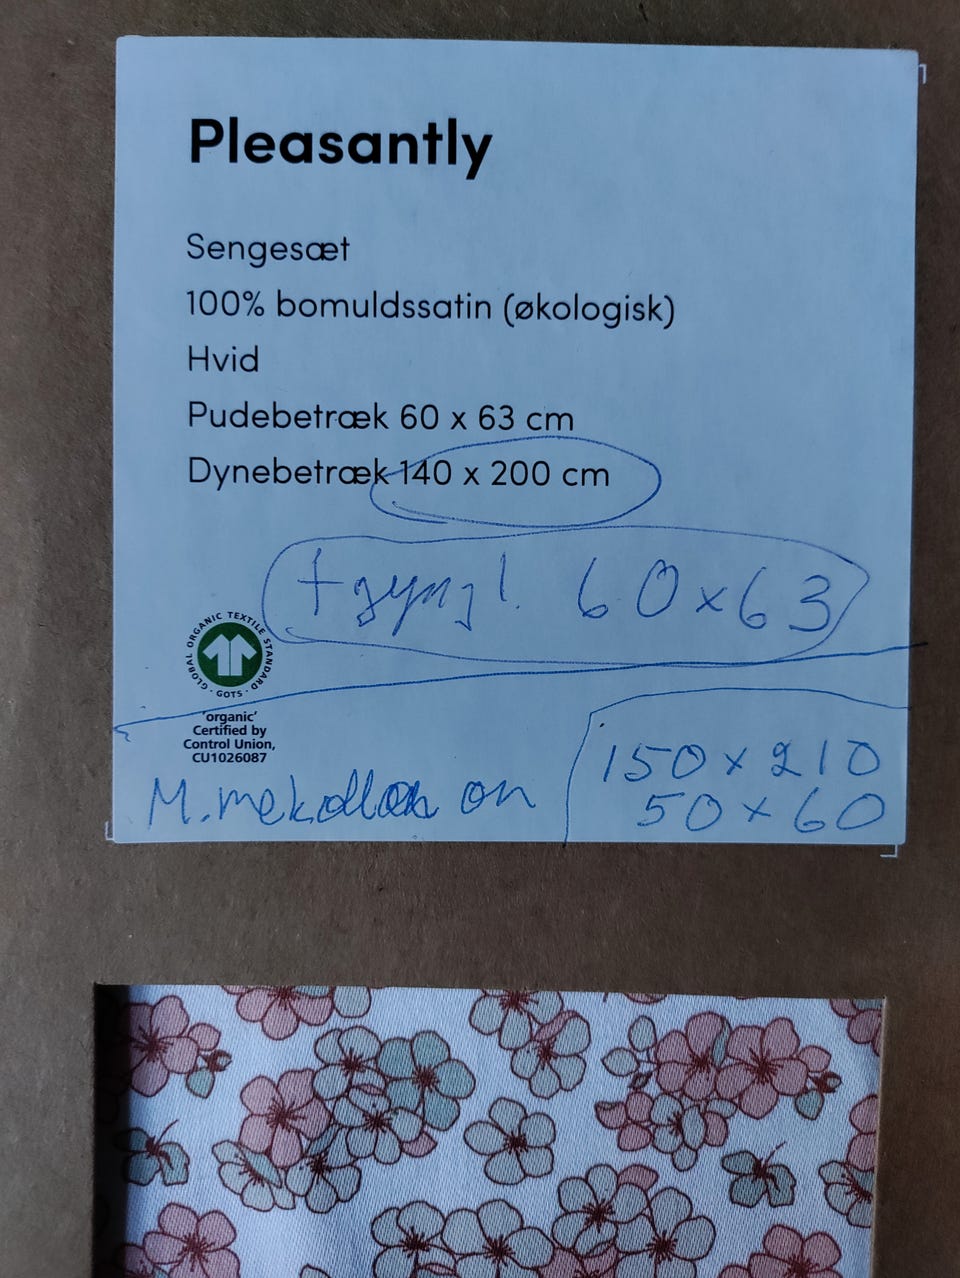 Pleasantly
Sengesæt
100% bomuldssatin (økologisk)
Hvid
Pudebetræk 60 x 63 cm
Dynebetræk 140 x 200 cm
60x63
GLOBAL ORGANIC TEXTILE STANDARD · GOTS ·
'organic'
Certified by
Control Union,
CU1026087
150x210
M. on
50x60